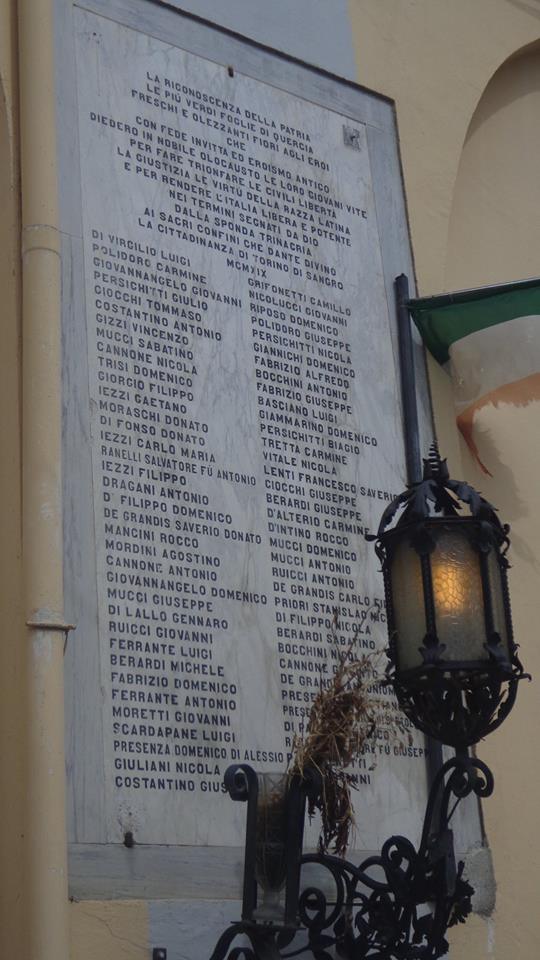 LA RICONOSCENZA DELLA PATRIA
LE PIÙ VERDI FOGLIE DI QUERCIA
FRESCHI E OLEZZANTI FIORI AGLI EROI
CHE
CON FEDE INVITTA ED EROISMO ANTICO
DIEDERO IN NOBILE OLOCAUSTO LE LORO GIOVANI VITE
PER FARE TRIONFARE LE CIVILI LIBERTÀ
LA GIUSTIZIA LE VIRTÙ DELLA RAZZA LATINA
E PER RENDERE L'ITALIA LIBERA E POTENTE
NEI TERMINI SEGNATI DA DIO
DALLA SPONDA TRINACRIA
AI SACRI CONFINI CHE DANTE DIVINO
LA CITTADINANZA DI TORINO DI SANGRO
MCMXIX
DI VIRGILIO LUIGI
POLIDORO CARMINE
GIOVANNANGELO GIOVANNI
PERSICHITTI GIULIO
CIOCCHI TOMMASO
COSTANTINO ANTONIO
GIZZI VINCENZO
MUCCI SABATINO
CANNONE NICOLA
TRISI DOMENICO
GIORGIO FILIPPO
IEZZI GAETANO
MORASCHI DONATO
DI FONSO DONATO
IEZZI CARLO MARIA
RANELLI SALVATORE FÙ ANTONIO
IEZZI FILIPPO
DRAGANI ANTONIO
D' FILIPPO DOMENICO
DE GRANDIS SAVERIO DONATO
MANCINI ROCCO
MORDINI AGOSTINO
CANNONE ANTONIO
GIOVANNANGELO DOMENICO
MUCCI GIUSEPPE
DI LALLO GENNARO
RUICCI GIOVANNI
FERRANTE LUIGI
BERARDI MICHELE
FABRIZIO DOMENICO
FERRANTE ANTONIO
MORETTI GIOVANNI
SCARDAPANE LUIGI
PRESENZA DOMENICO DI ALESSIO
GIULIANI NICOLA
COSTANTINO
GRIFONETTI CAMILLO
NICOLUCCI GIOVANNI
RIPOSO DOMENICO
POLIDORO GIUSEPPE
PERSICHITTI NICOLA
GIANNICHI DOMENICO
FABRIZIO ALFREDO
BOCCHINI ANTONIO
FABRIZIO GIUSEPPE
BASCIANO LUIGI
GIAMMARINO DOMENICO
PERSICHITTI BIAGIO
TRETTA CARMINE
VITALE NICOLA
LENTI FRANCESCO SAVERIO
CIOCCHI GIUSEPPE
BERARDI GIUSEPPE
D'ALTERIO CARMINE
D'INTINO ROCCO
MUCCI DOMENICO
MUCCI ANTONIO
RUICCI ANTONIO
DE GRANDIS CARLO
PRIORI STANISLAO
DI FILIPPO NICOLA
BERARDI SABATINO
BOCCHINI NICOLA
CANNONE
DE
GIUSEPPE